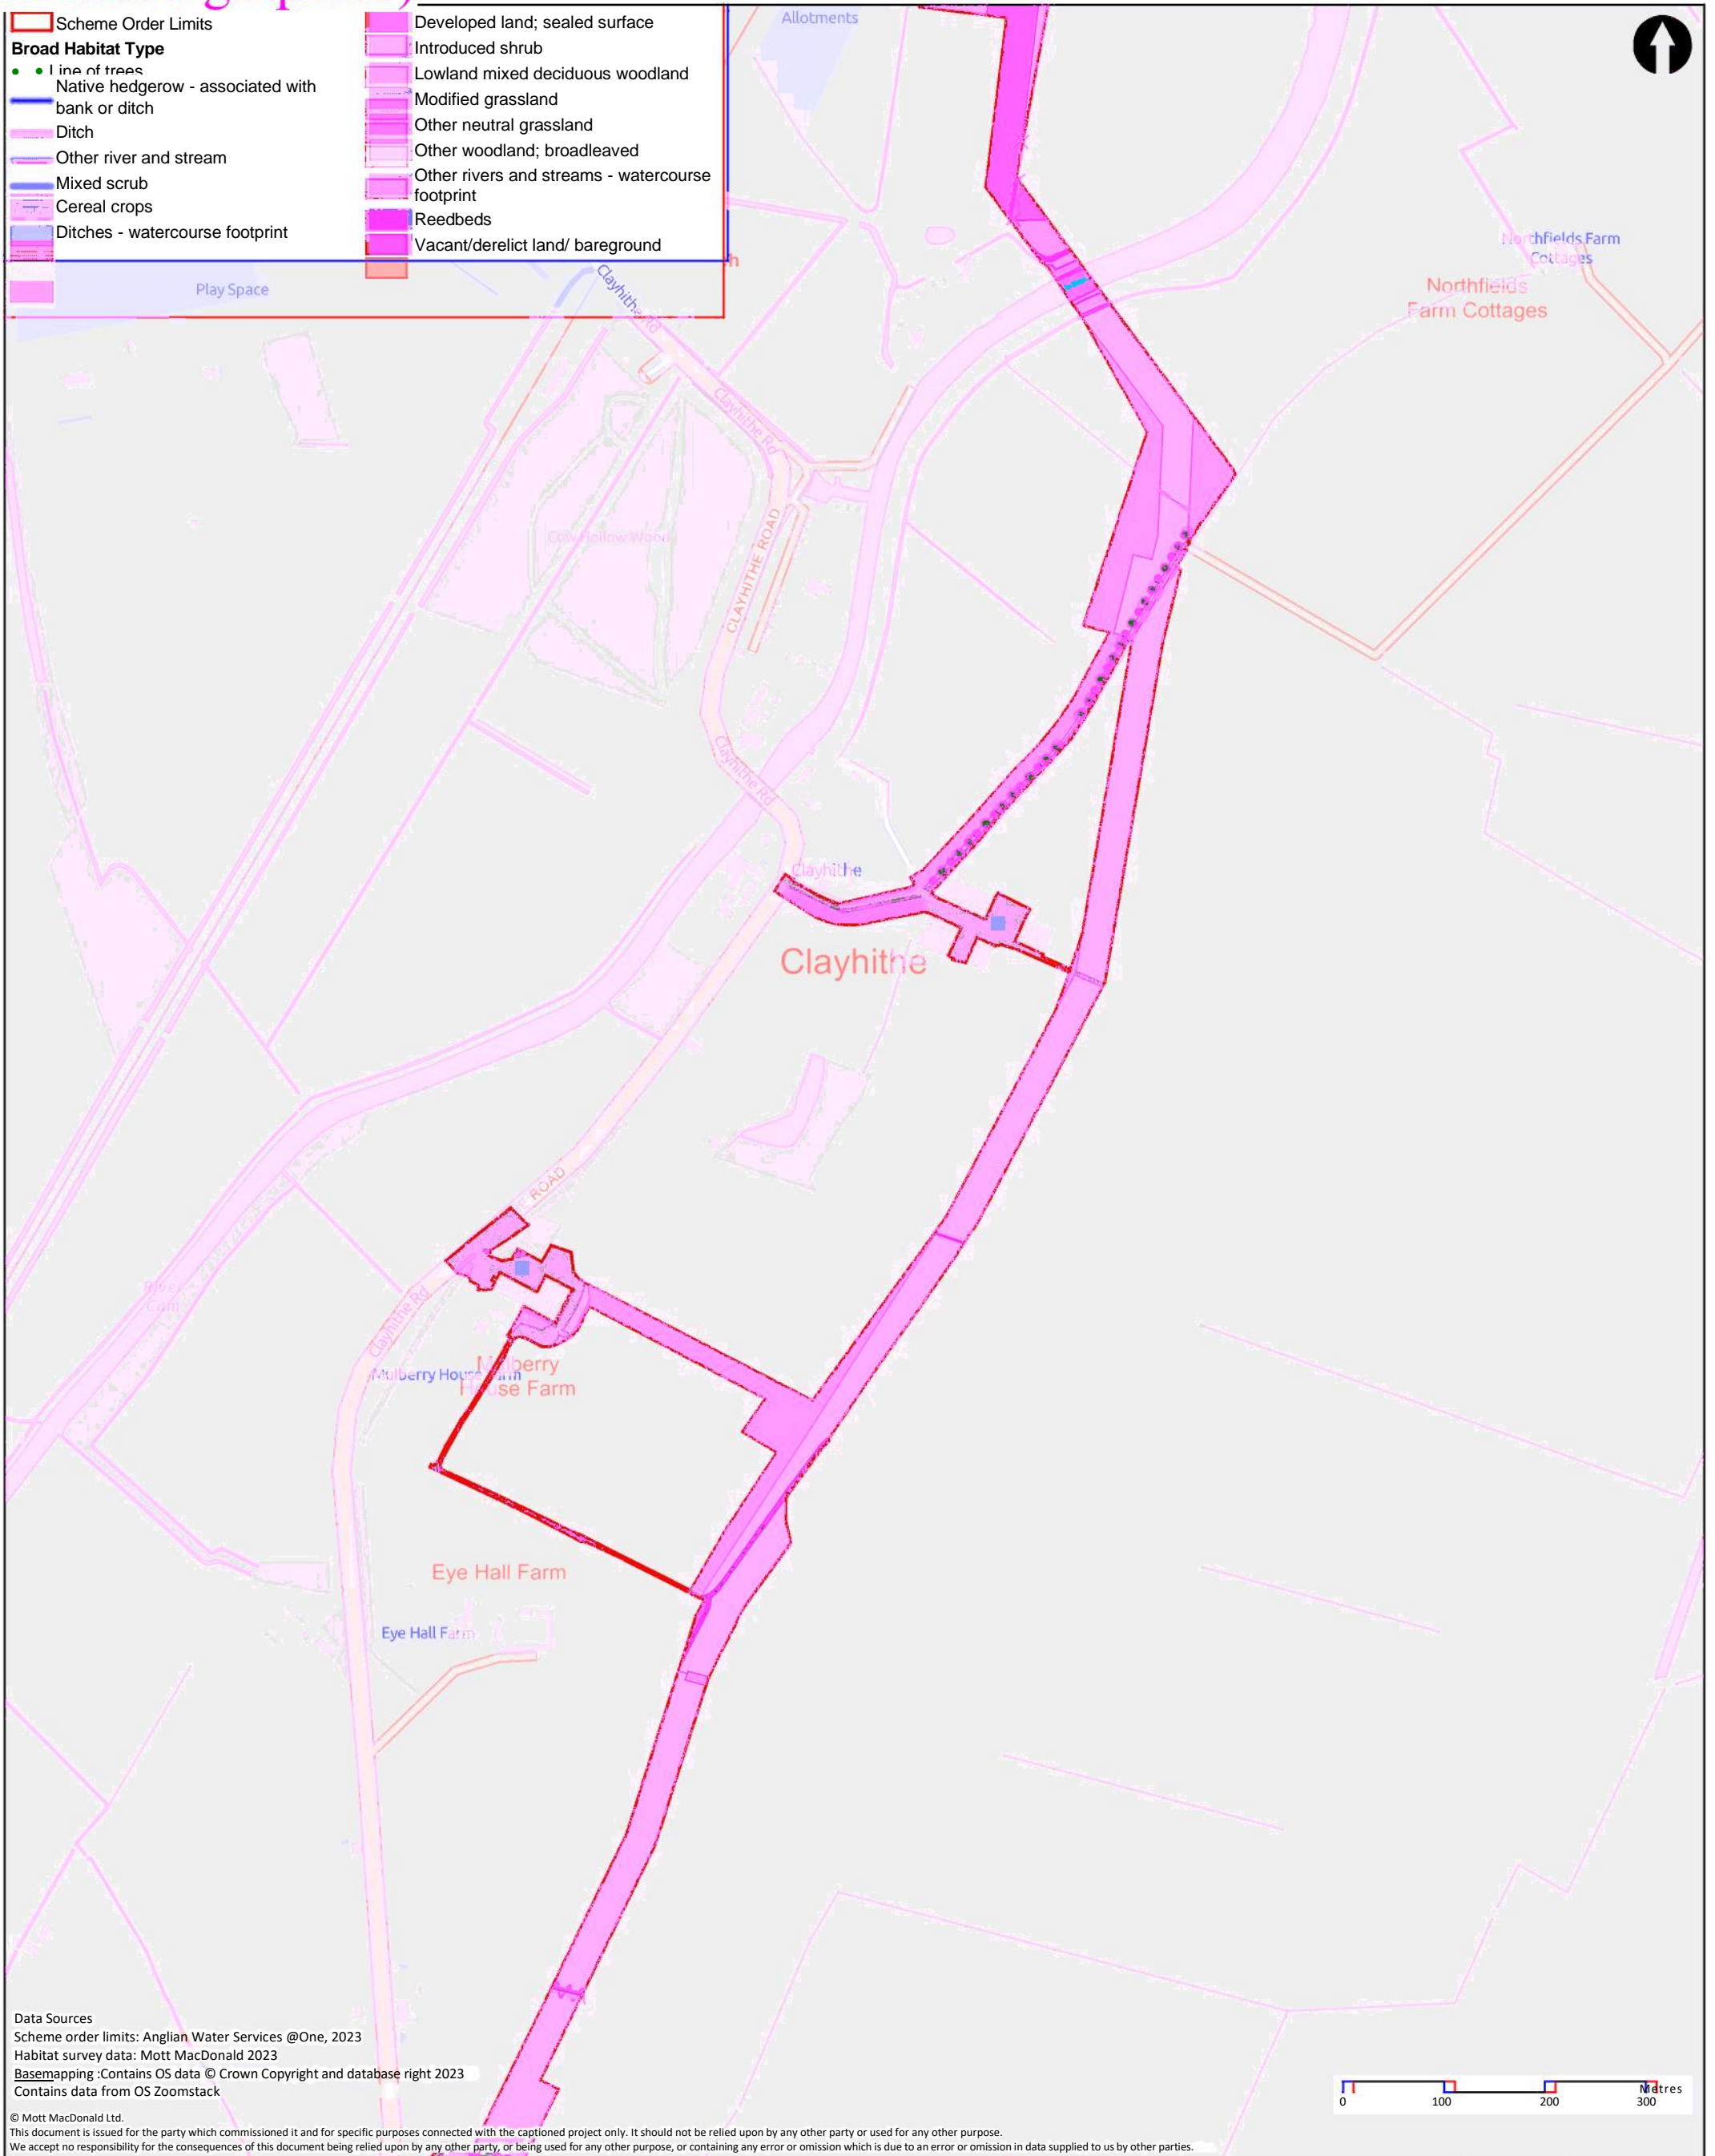 Scheme Order Limits
Broad Habitat Type
Line of trees
Native hedgerow - associated with
bank or ditch
Ditch
Other river and stream
Mixed scrub
Cereal crops
Ditches - watercourse footprint
Developed land; sealed surface
Introduced shrub
Lowland mixed deciduous woodland
Modified grassland
Other neutral grassland
Other woodland; broadleaved
Other rivers and streams - watercourse
footprint
Reedbeds
Vacant/derelict land/ bareground
Allotments
Play Space
Clayhithe Rd
Northfields Farm
Cottages
Northfields
Farm Cottages
Clayhithe Rd
Cow Hollow Wood
CLAYHITHE ROAD
Clayhithe Rd
Clayhithe
Clayhithe
ROAD
River
Cam
Clayhithe Rd
Mulberry House Farm
Mulberry
House Farm
Eye Hall Farm
Eye Hall Farm
Data Sources
Scheme order limits: Anglian Water Services @One, 2023
Habitat survey data: Mott MacDonald 2023
Basemapping :Contains OS data © Crown Copyright and database right 2023
Contains data from OS Zoomstack
Metres
0 100 200 300
© Mott MacDonald Ltd.
This document is issued for the party which commissioned it and for specific purposes connected with the captioned project only. It should not be relied upon by any other party or used for any other purpose.
We accept no responsibility for the consequences of this document being relied upon by any other party, or being used for any other purpose, or containing any error or omission which is due to an error or omission in data supplied to us by other parties.